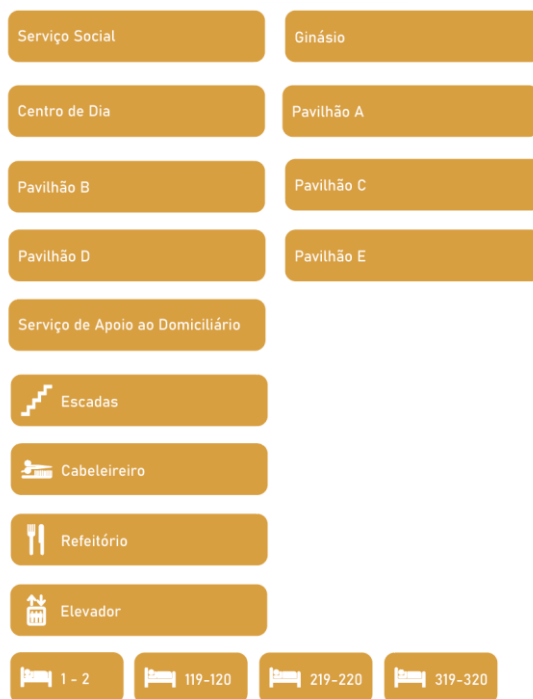 Serviço Social
Ginásio
Centro de Dia
Pavilhão A
Pavilhão B
Pavilhão C
Pavilhão D
Pavilhão E
Serviço de Apoio ao Domiciliário
Escadas
Cabeleireiro
Refeitório
Elevador
1 - 2
119-120
219-220
319-320